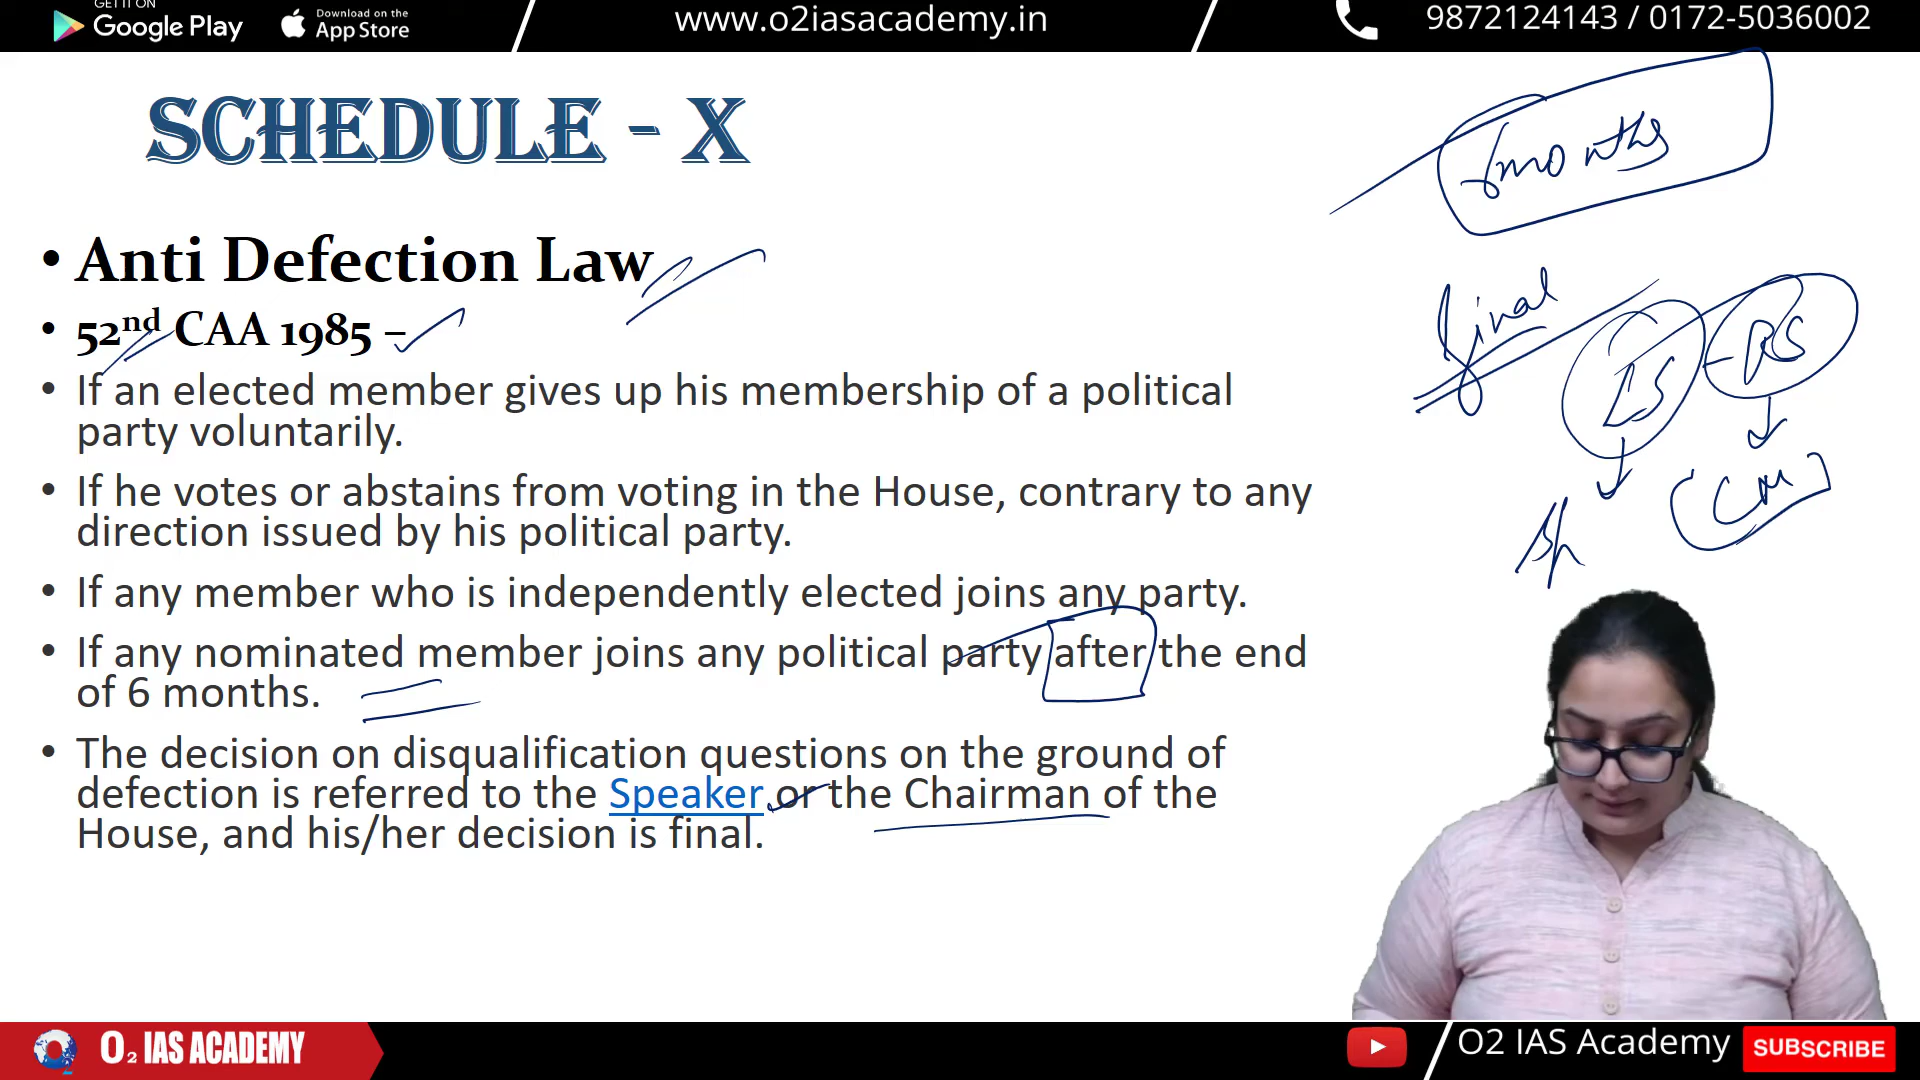 GET IT ON
Google Play
Download on the
App Store
www.o2iasacademy.in
9872124143 / 0172-5036002
SCHEDULE - X
months
• Anti Defection Law
final
• 52nd CAA 1985 –
LS - RS
• If an elected member gives up his membership of a political
party voluntarily.
• If he votes or abstains from voting in the House, contrary to any
direction issued by his political party.
• If any member who is independently elected joins any party.
• If any nominated member joins any political party after the end
of 6 months.
• The decision on disqualification questions on the ground of
defection is referred to the Speaker or the Chairman of the
House, and his/her decision is final.
O2 IAS ACADEMY
O2 IAS Academy
SUBSCRIBE